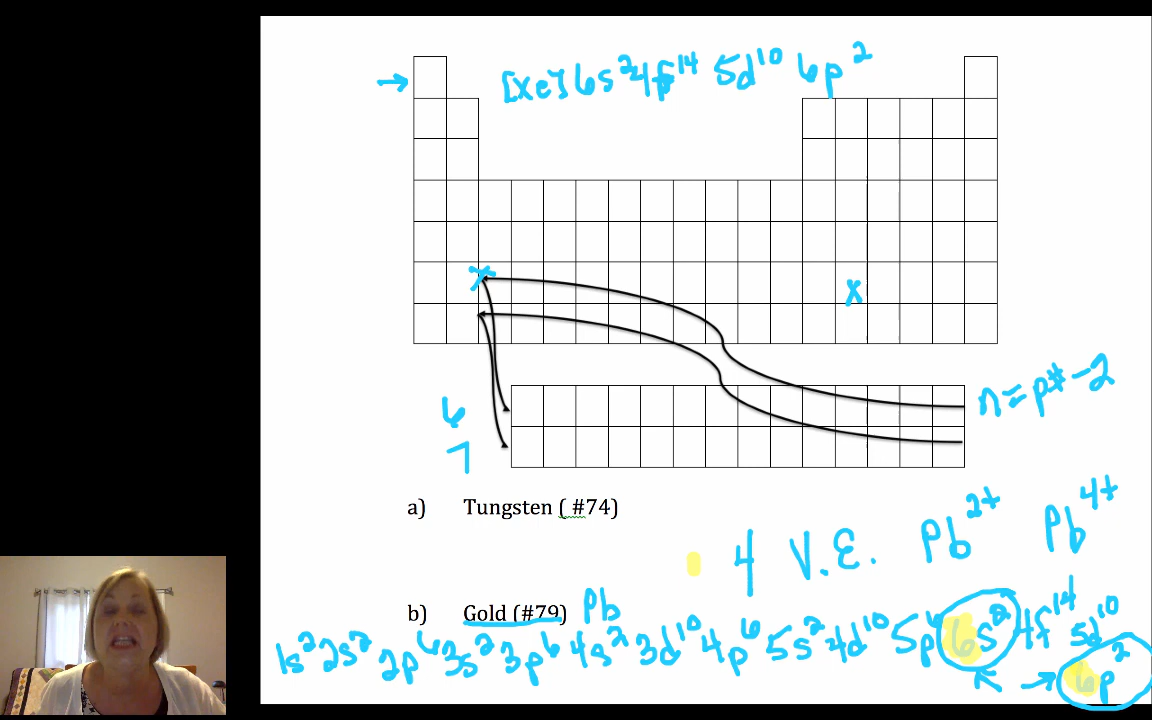 → [Xe] 6s² 4f¹⁴ 5d¹⁰ 6p²
x
x
n = p# - 2
6
7
a) Tungsten ( #74)
4 V.E. Pb²⁺ Pb⁴⁺
b) Gold (#79) Pb
1s² 2s² 2p⁶ 3s² 3p⁶ 4s² 3d¹⁰ 4p⁶ 5s² 4d¹⁰ 5p⁶ 6s² 4f¹⁴ 5d¹⁰
← → 6p²